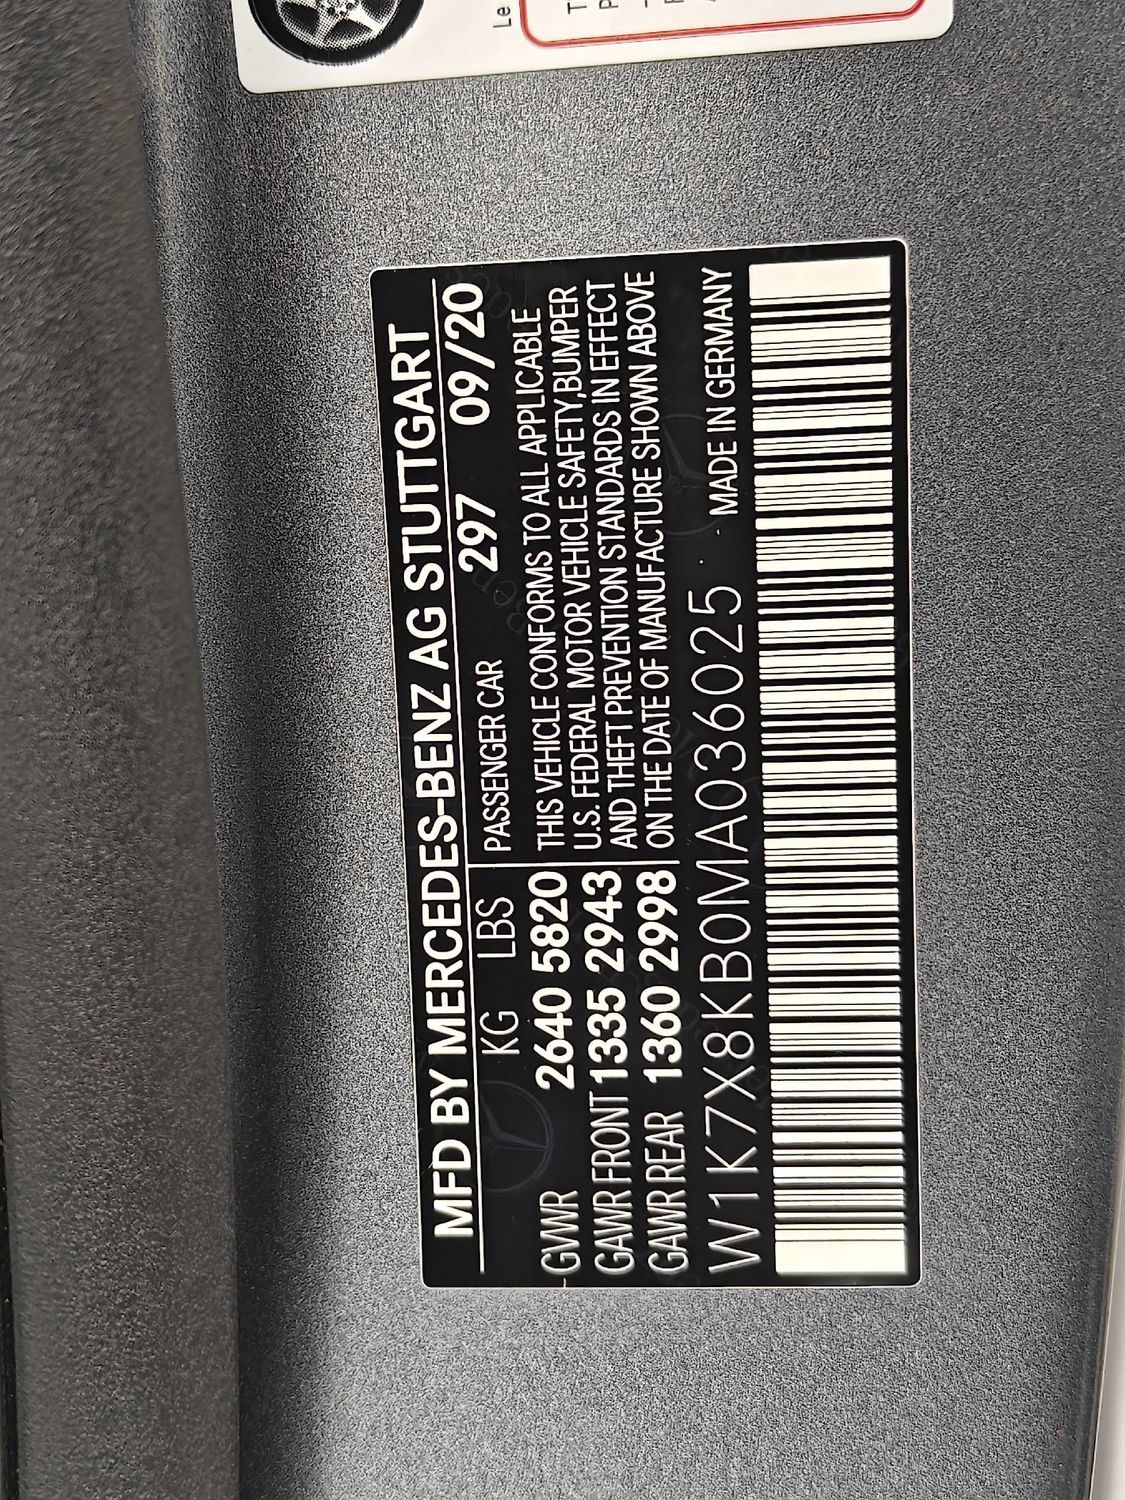 Le
MFD BY MERCEDES-BENZ AG STUTTGART
KG LBS PASSENGER CAR 297 09/20
GVWR 2640 5820 THIS VEHICLE CONFORMS TO ALL APPLICABLE
GAWR FRONT 1335 2943 U.S. FEDERAL MOTOR VEHICLE SAFETY,BUMPER
AND THEFT PREVENTION STANDARDS IN EFFECT
GAWR REAR 1360 2998 ON THE DATE OF MANUFACTURE SHOWN ABOVE
W1K7X8KB0MA036025 MADE IN GERMANY